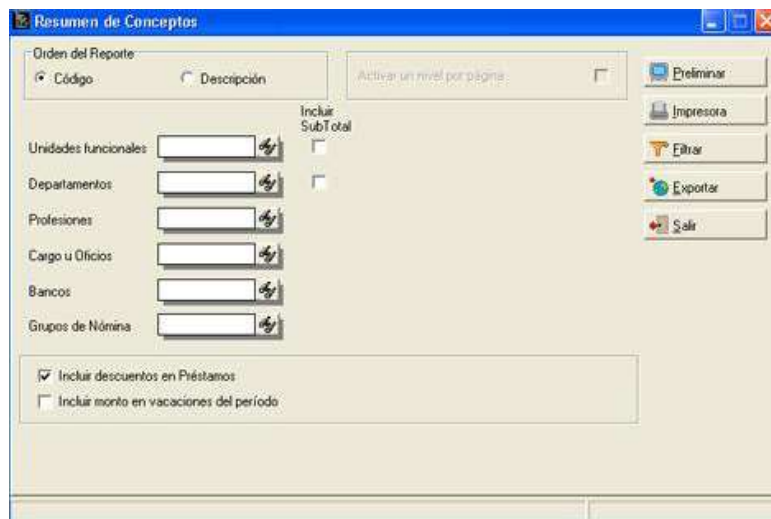 Resumen de Conceptos
Orden del Reporte
Código
Descripción
Activar un nivel por página
Incluir
SubTotal
Unidades funcionales
Departamentos
Profesiones
Cargo u Oficios
Bancos
Grupos de Nómina
Incluir descuentos en Préstamos
Incluir monto en vacaciones del período
Preliminar
Impresora
Filtrar
Exportar
Salir